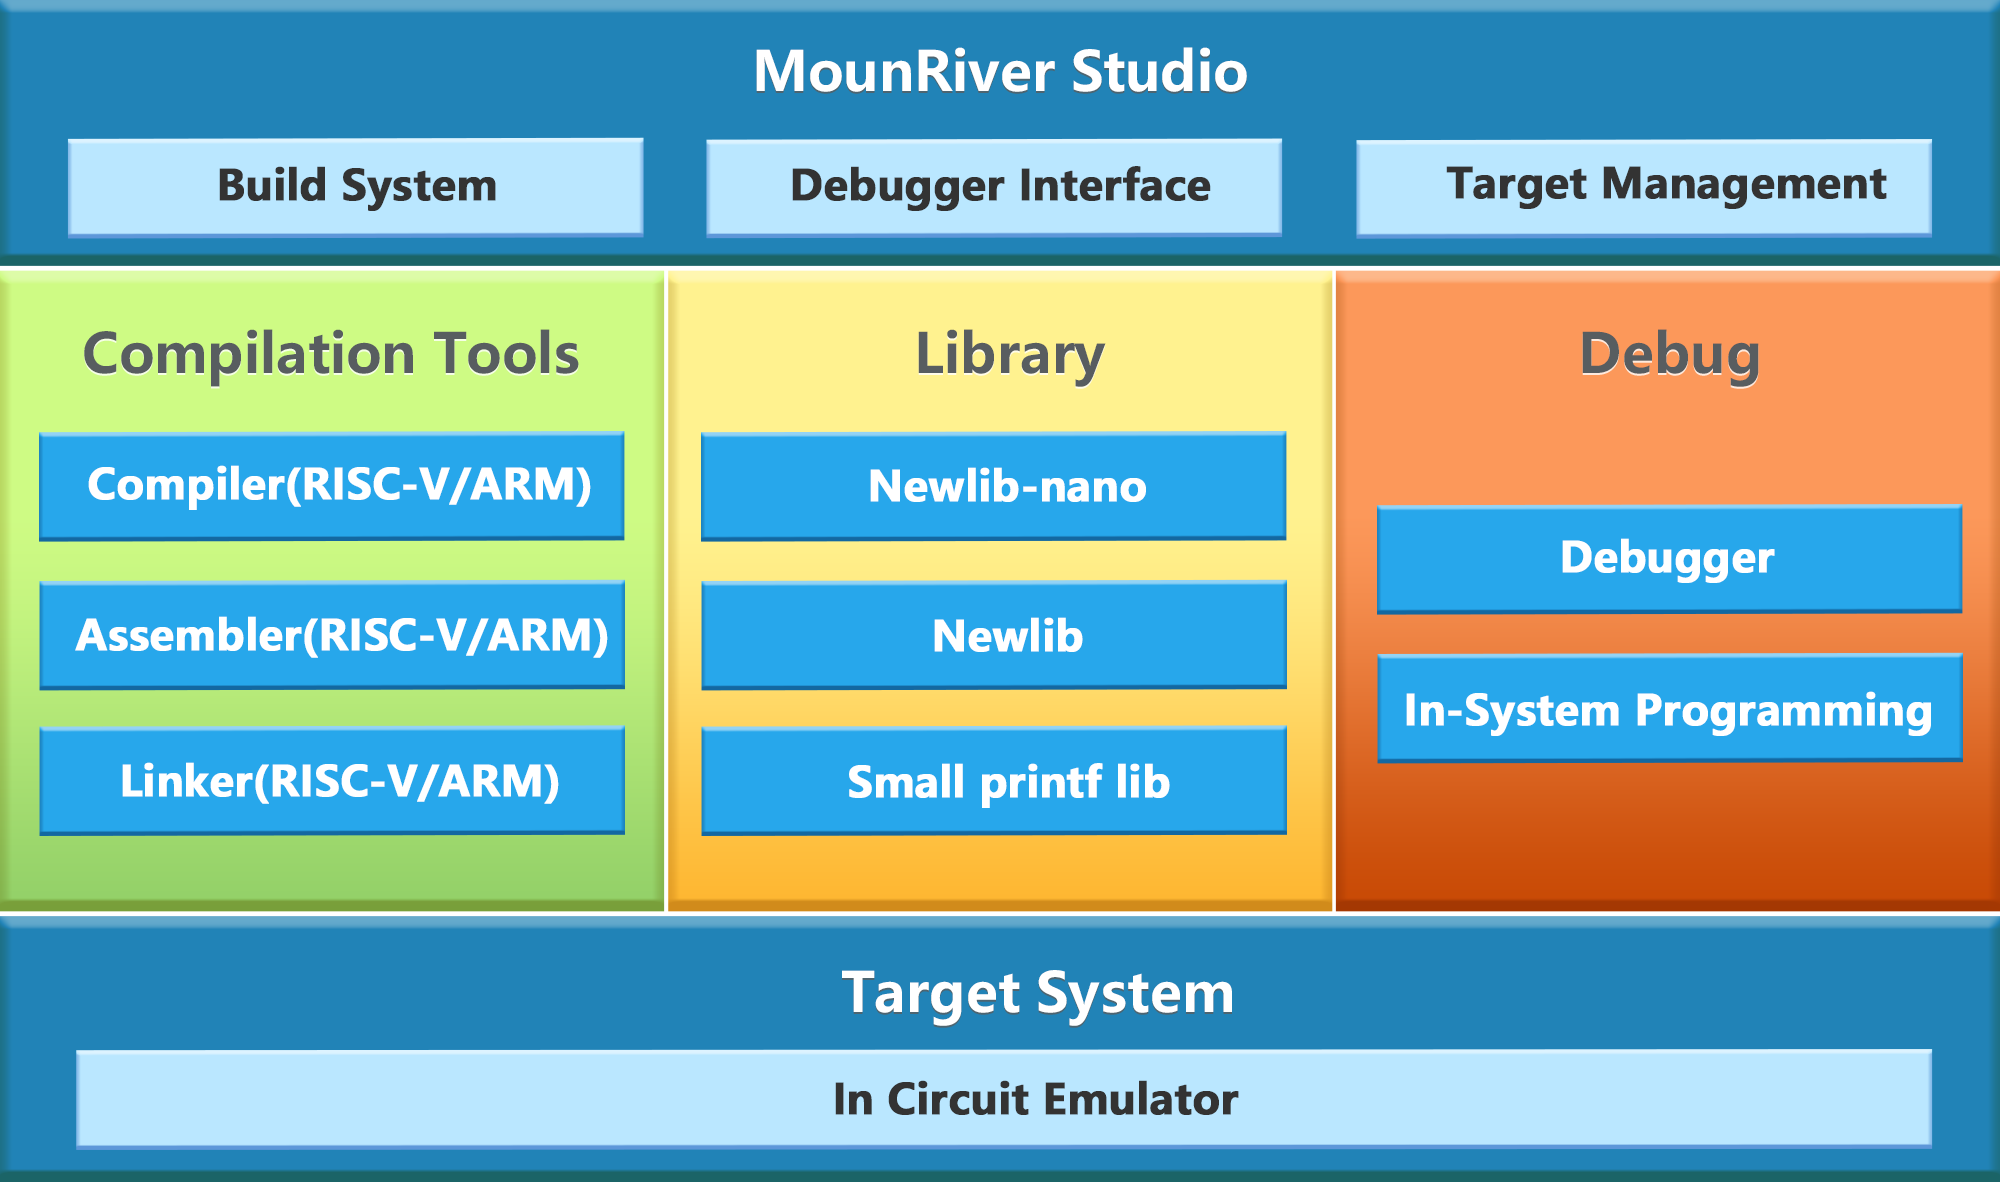 MounRiver Studio
Build System
Debugger Interface
Target Management
Compilation Tools
Compiler(RISC-V/ARM)
Assembler(RISC-V/ARM)
Linker(RISC-V/ARM)
Library
Newlib-nano
Newlib
Small printf lib
Debug
Debugger
In-System Programming
Target System
In Circuit Emulator